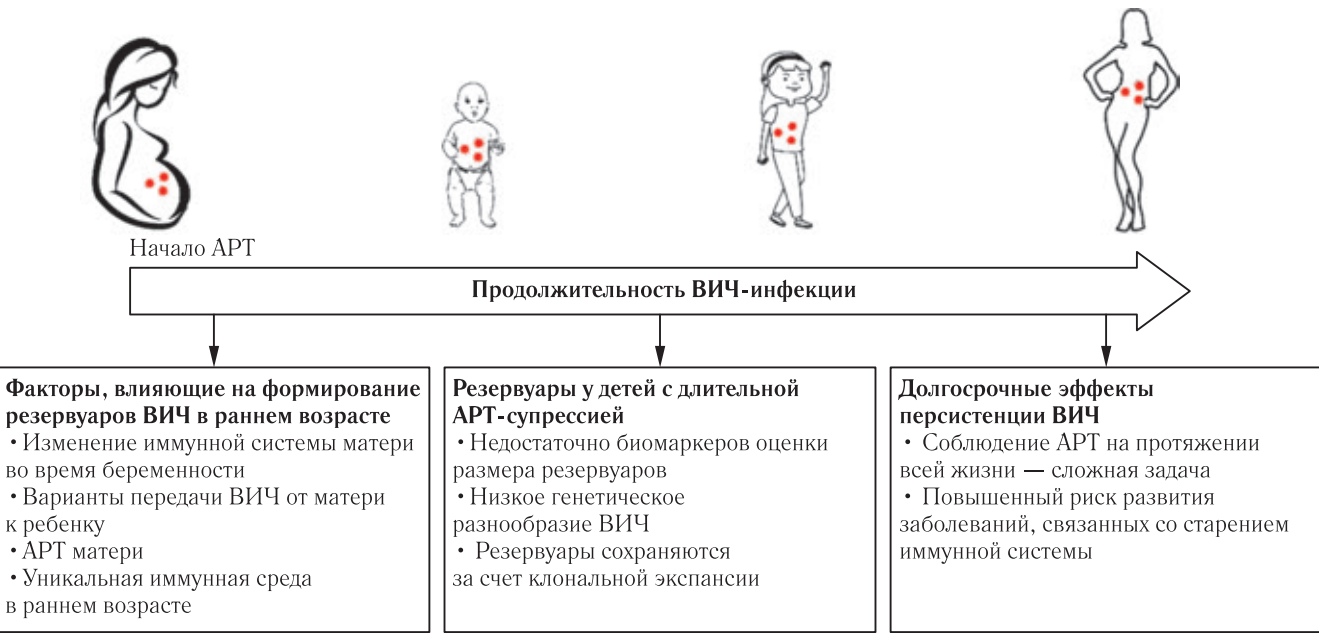 Начало АРТ
Продолжительность ВИЧ-инфекции
Факторы, влияющие на формирование
резервуаров ВИЧ в раннем возрасте
• Изменение иммунной системы матери
во время беременности
• Варианты передачи ВИЧ от матери
к ребенку
• АРТ матери
• Уникальная иммунная среда
в раннем возрасте
Резервуары у детей с длительной
АРТ-супрессией
• Недостаточно биомаркеров оценки
размера резервуаров
• Низкое генетическое
разнообразие ВИЧ
• Резервуары сохраняются
за счет клональной экспансии
Долгосрочные эффекты
персистенции ВИЧ
• Соблюдение АРТ на протяжении
всей жизни — сложная задача
• Повышенный риск развития
заболеваний, связанных со старением
иммунной системы